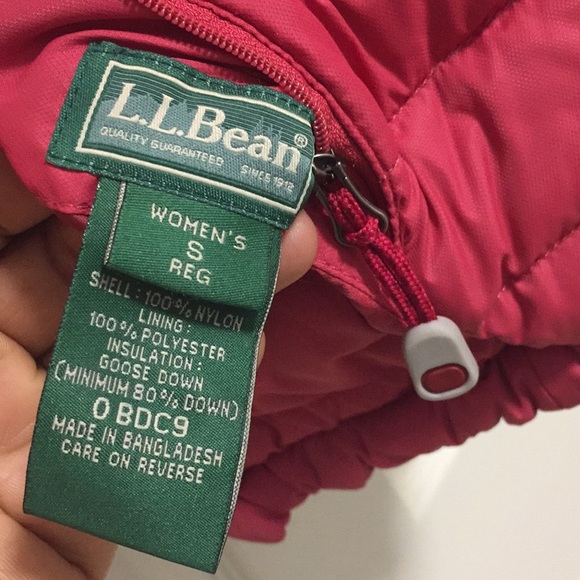 L.L.Bean®
QUALITY GUARANTEED SINCE 1912
WOMEN'S
S
REG
SHELL: 100% NYLON
LINING:
100% POLYESTER
INSULATION:
GOOSE DOWN
(MINIMUM 80% DOWN)
0 BDC9
MADE IN BANGLADESH
CARE ON REVERSE